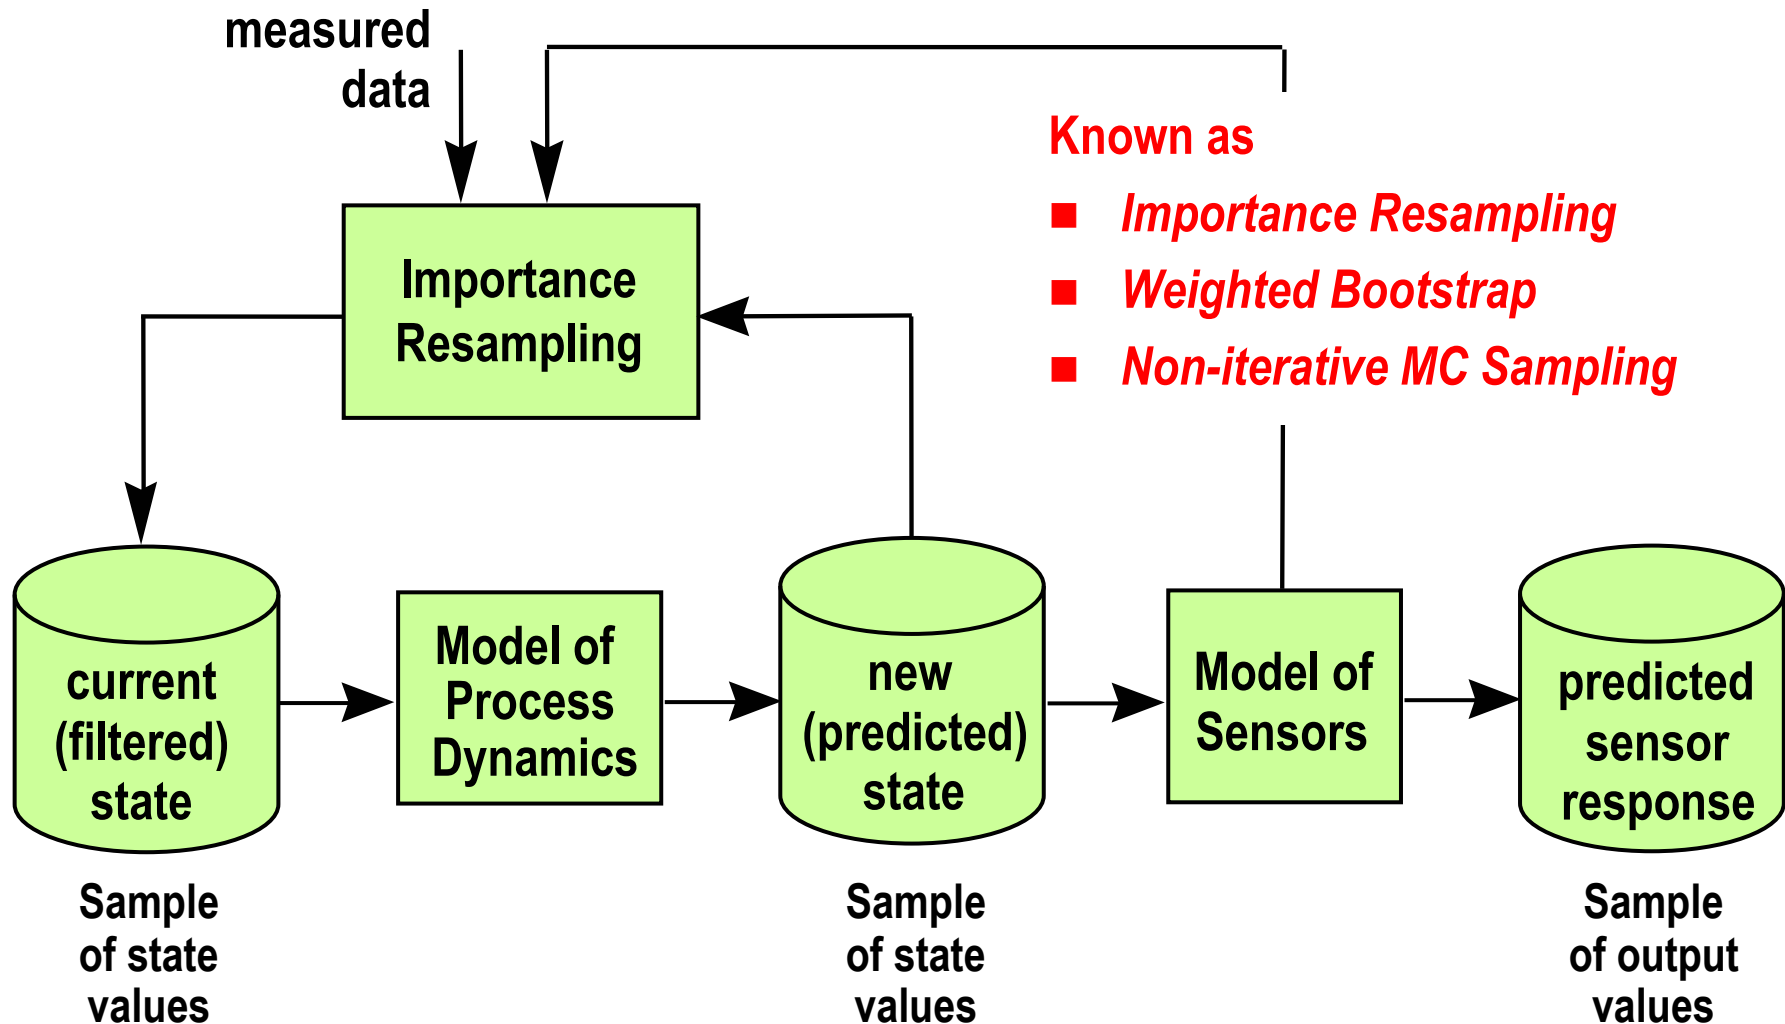 measured
data
Known as
Importance Resampling
Weighted Bootstrap
Non-iterative MC Sampling
Importance
Resampling
current
(filtered)
state
Model of
Process
Dynamics
new
(predicted)
state
Model of
Sensors
predicted
sensor
response
Sample
of state
values
Sample
of state
values
Sample
of output
values